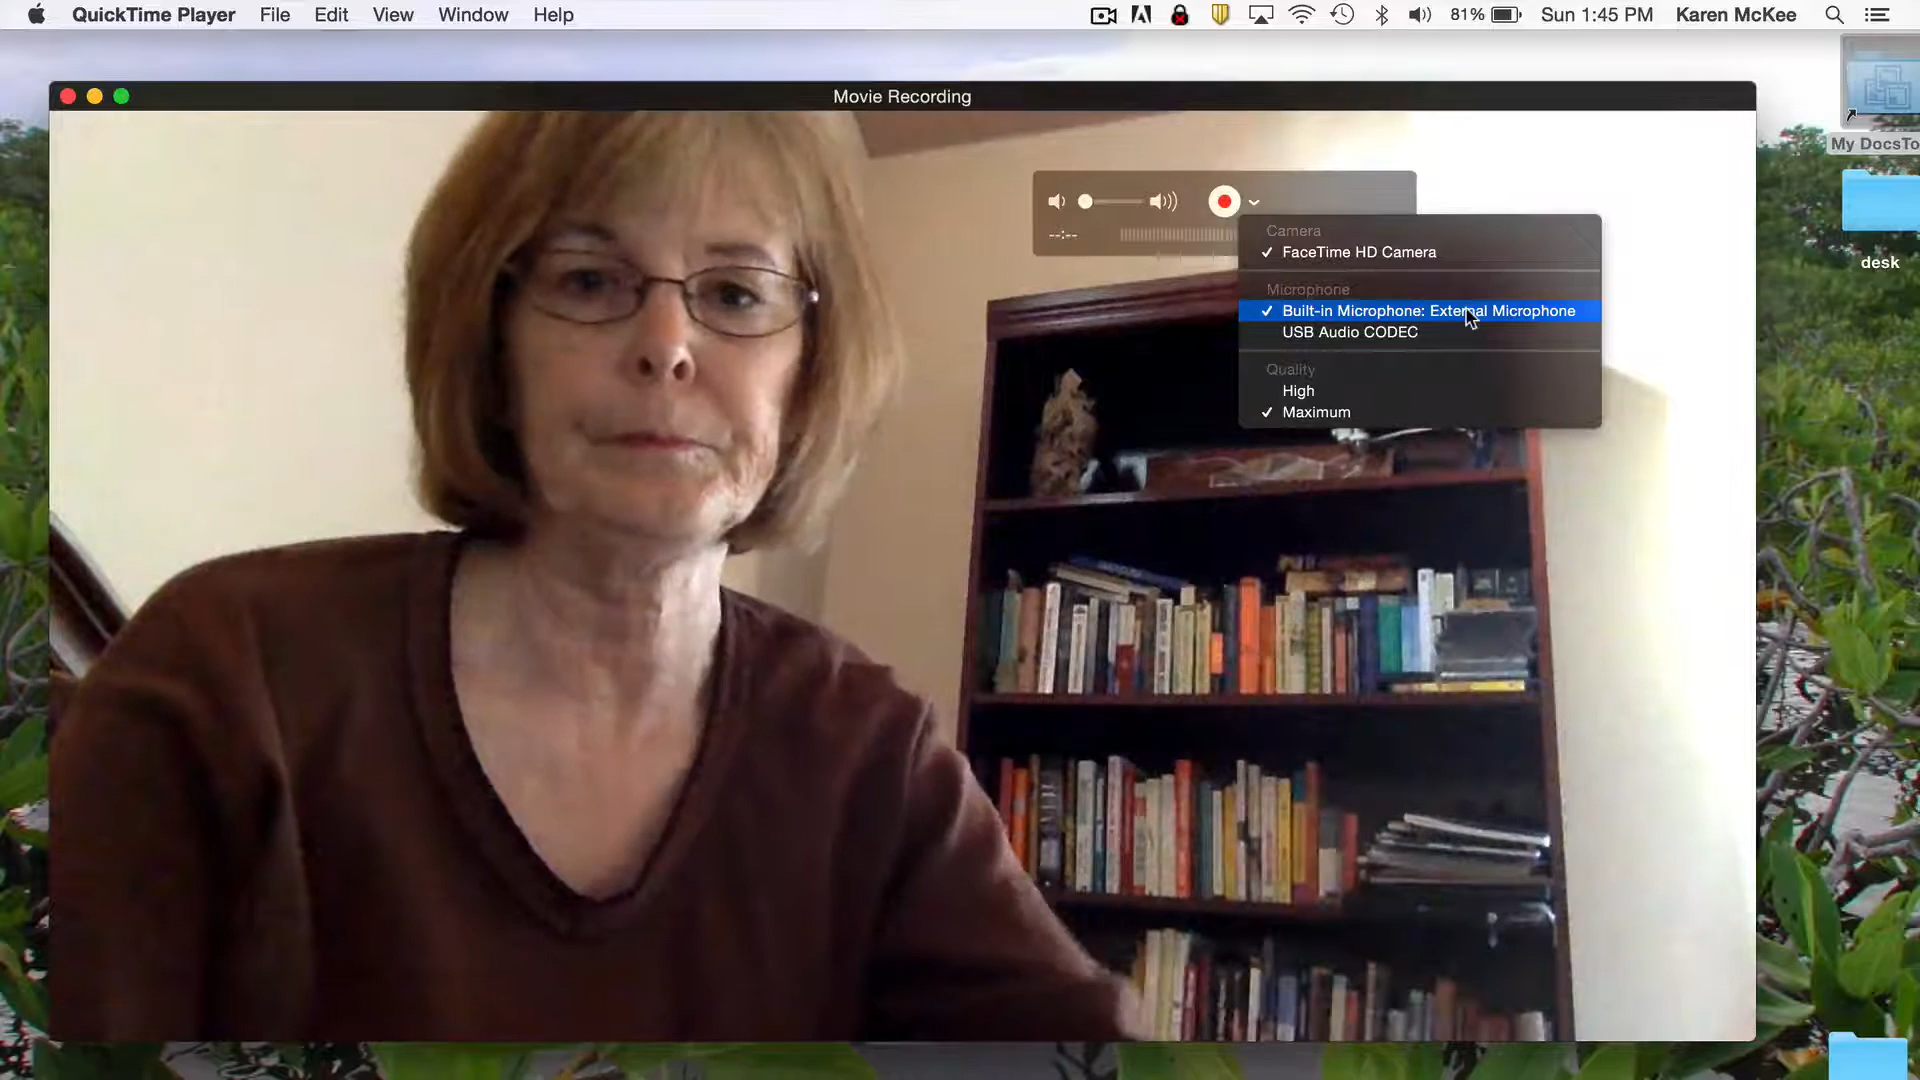 QuickTime Player File Edit View Window Help 81% Sun 1:45 PM Karen McKee
Movie Recording
My DocsTo
desk
--:--
Camera
✓ FaceTime HD Camera
Microphone
✓ Built-in Microphone: External Microphone
USB Audio CODEC
Quality
High
✓ Maximum